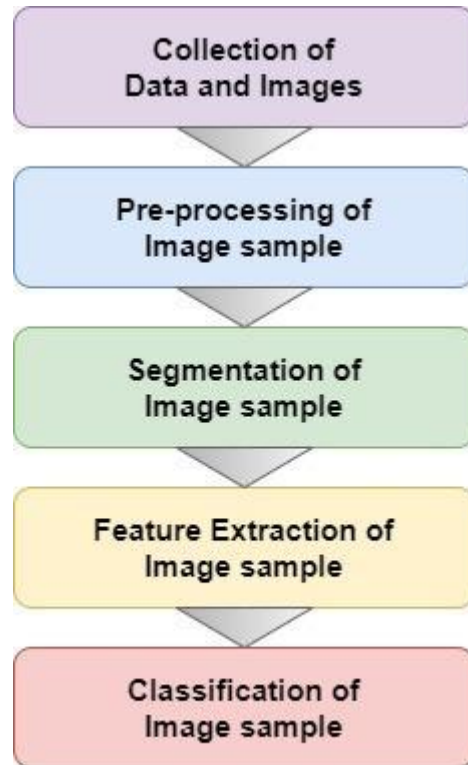 Collection of
Data and Images
Pre-processing of
Image sample
Segmentation of
Image sample
Feature Extraction of
Image sample
Classification of
Image sample